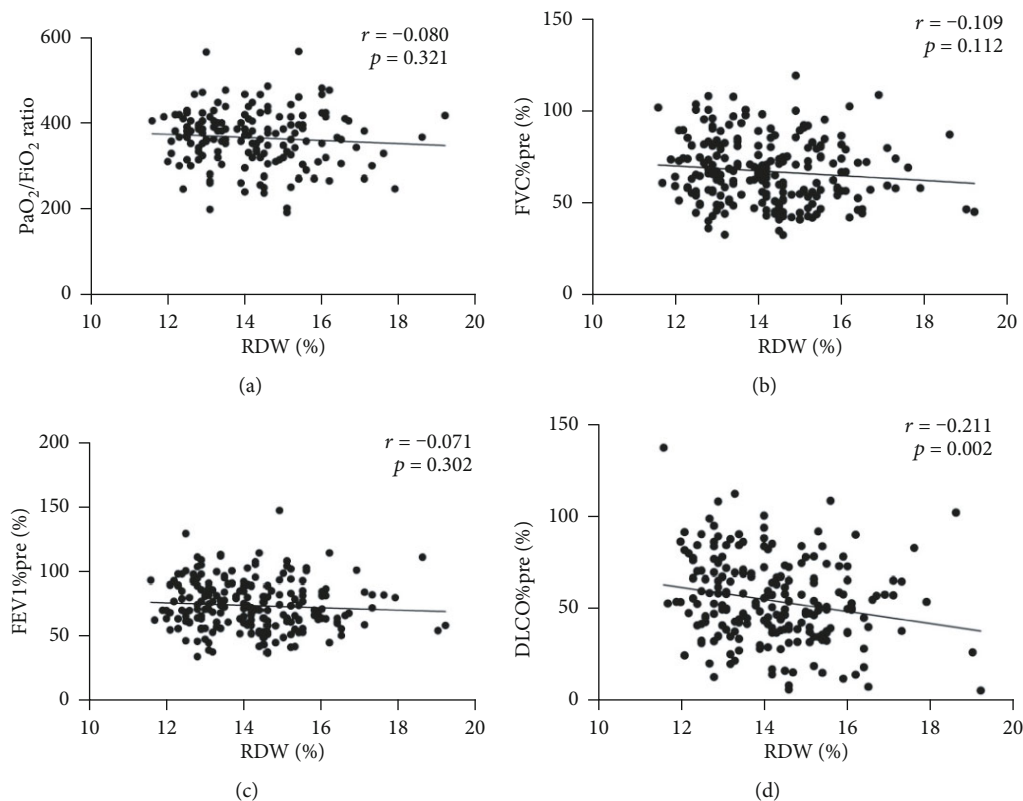 r = −0.080
p = 0.321
PaO₂/FiO₂ ratio
600
400
200
0
10 12 14 16 18 20
RDW (%)
(a)
r = −0.109
p = 0.112
FVC%pre (%)
150
100
50
0
10 12 14 16 18 20
RDW (%)
(b)
r = −0.071
p = 0.302
FEV1%pre (%)
200
150
100
50
0
10 12 14 16 18 20
RDW (%)
(c)
r = −0.211
p = 0.002
DLCO%pre (%)
150
100
50
0
10 12 14 16 18 20
RDW (%)
(d)